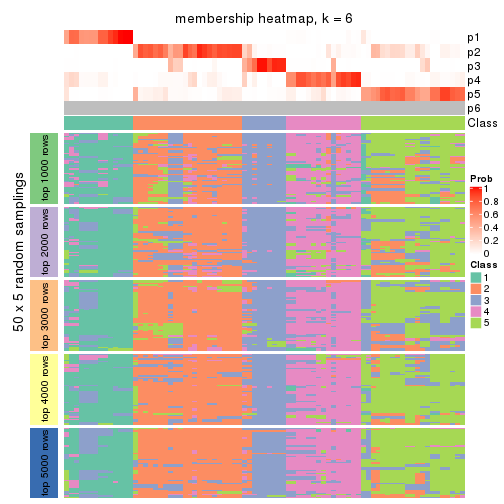 membership heatmap, k = 6
p1
p2
p3
p4
p5
p6
Class
50 x 5 random samplings
top 1000 rows
top 2000 rows
top 3000 rows
top 4000 rows
top 5000 rows
Prob
1
0.8
0.6
0.4
0.2
0
Class
1
2
3
4
5